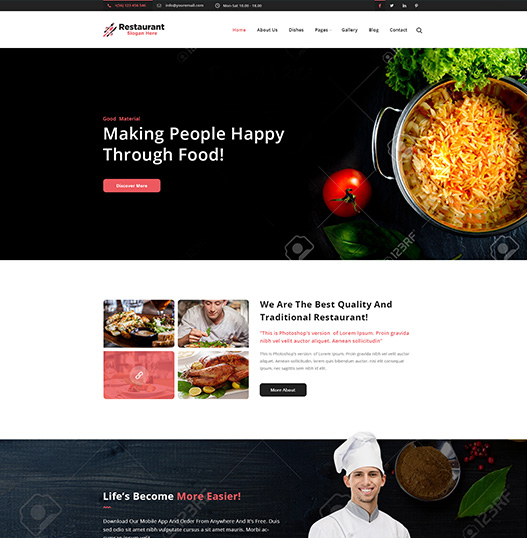 +(56) 123 456 540 info@youremail.com Mon-Sat 10.00 - 18.00
Restaurant
Slogan Here
Home About Us Dishes Pages Gallery Blog Contact
Good Material
Making People Happy
Through Food!
Discover More
123RF
We Are The Best Quality And
Traditional Restaurant!
"This is Photoshop's version of Lorem Ipsum. Proin gravida
nibh vel velit auctor aliquet. Aenean sollicitudin"
This is Photoshop's version of Lorem Ipsum. Proin gravida nibh vel velit auctor aliquet. Aenean sollicitudin, lorem quis bibendum auctor, nisi elit consequat ipsum, nec sagittis sem nibh id elit.
More About
Life's Become More Easier!
Download Our Mobile App And Order From Anywhere And It's Free. Duis
sed odio sit amet nibh vulputate cursus a sit amet mauris. Morbi ac-